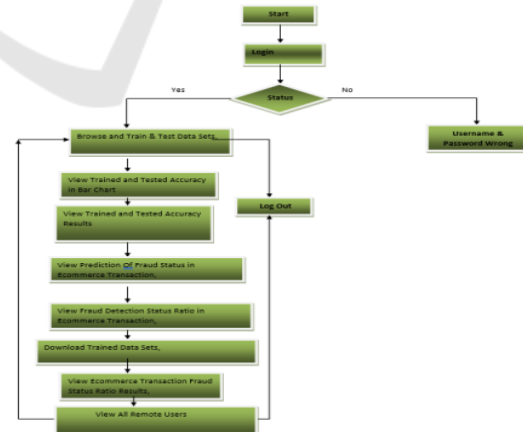 Start
Login
Status
Yes
No
Username &
Password Wrong
Browse and Train & Test Data Sets,
View Trained and Tested Accuracy
in Bar Chart
View Trained and Tested Accuracy
Results
Log Out
View Prediction Of Fraud Status in
Ecommerce Transaction,
View Fraud Detection Status Ratio in
Ecommerce Transaction,
Download Trained Data Sets,
View Ecommerce Transaction Fraud
Status Ratio Results,
View All Remote Users